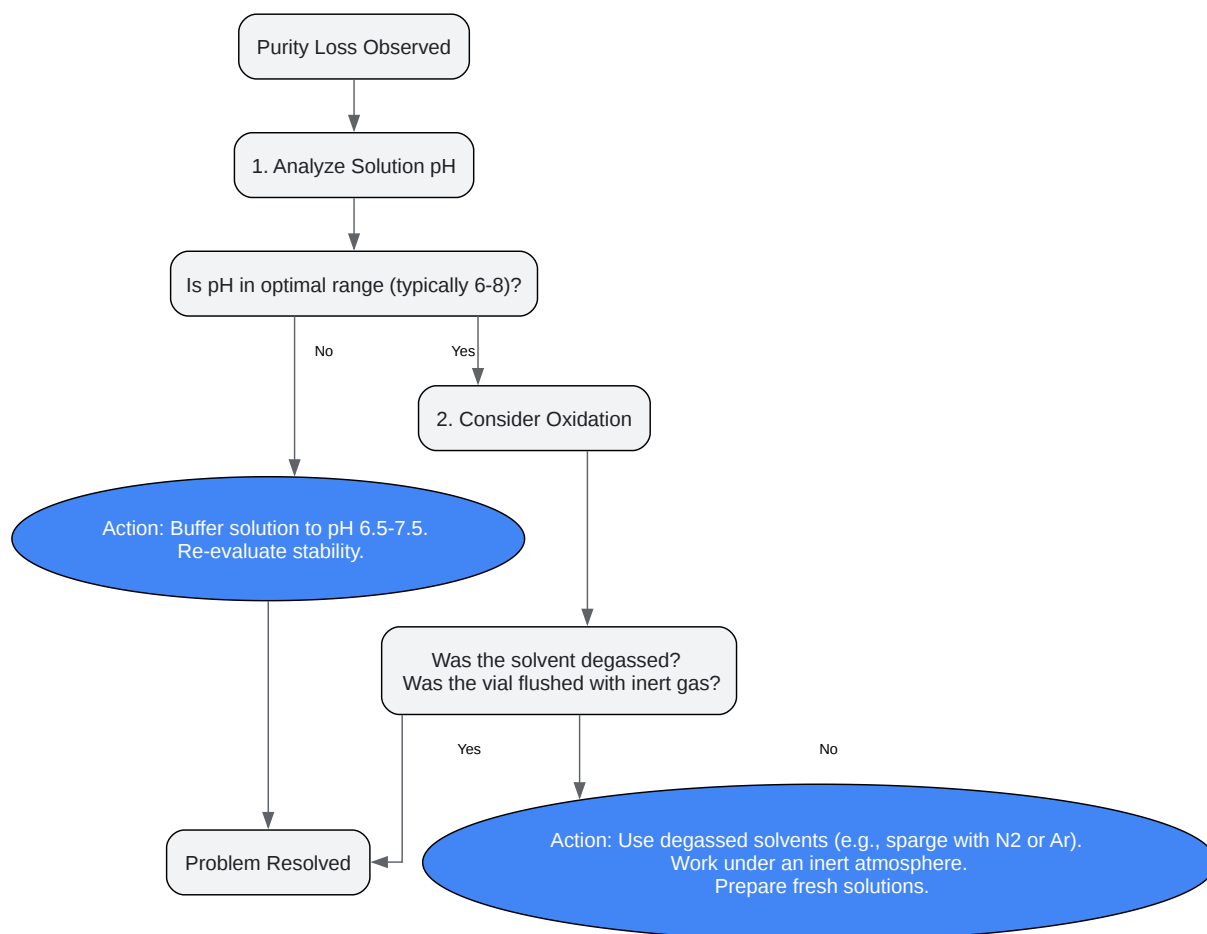 Purity Loss Observed
1. Analyze Solution pH
Is pH in optimal range (typically 6-8)?
No
Yes
2. Consider Oxidation
Action: Buffer solution to pH 6.5-7.5.
Re-evaluate stability.
Was the solvent degassed?
Was the vial flushed with inert gas?
Yes
No
Problem Resolved
Action: Use degassed solvents (e.g., sparge with N2 or Ar).
Work under an inert atmosphere.
Prepare fresh solutions.